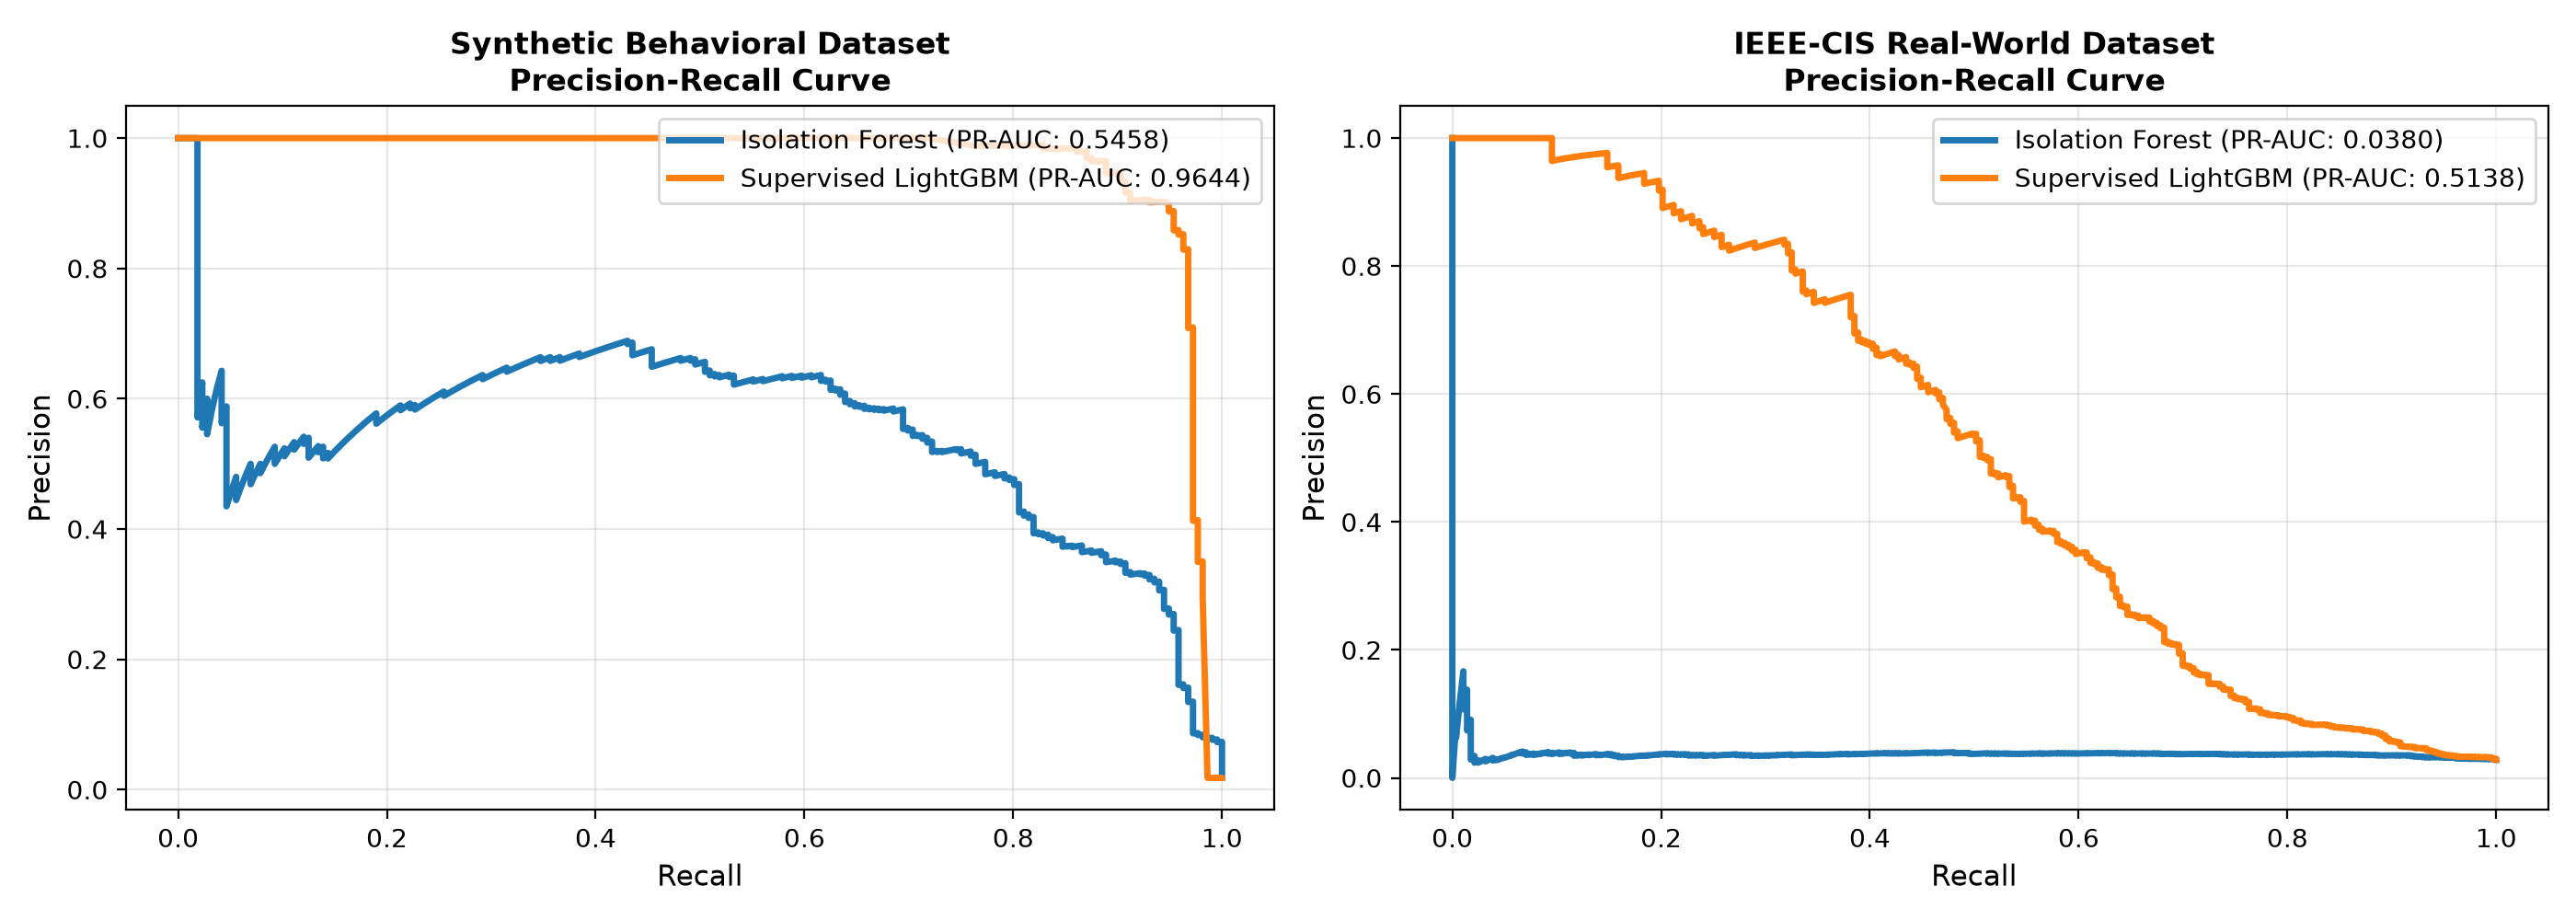 Synthetic Behavioral Dataset
Precision-Recall Curve
Isolation Forest (PR-AUC: 0.5458)
Supervised LightGBM (PR-AUC: 0.9644)
1.0
0.8
0.6
0.4
0.2
0.0
Precision
0.0 0.2 0.4 0.6 0.8 1.0
Recall
IEEE-CIS Real-World Dataset
Precision-Recall Curve
Isolation Forest (PR-AUC: 0.0380)
Supervised LightGBM (PR-AUC: 0.5138)
1.0
0.8
0.6
0.4
0.2
0.0
Precision
0.0 0.2 0.4 0.6 0.8 1.0
Recall